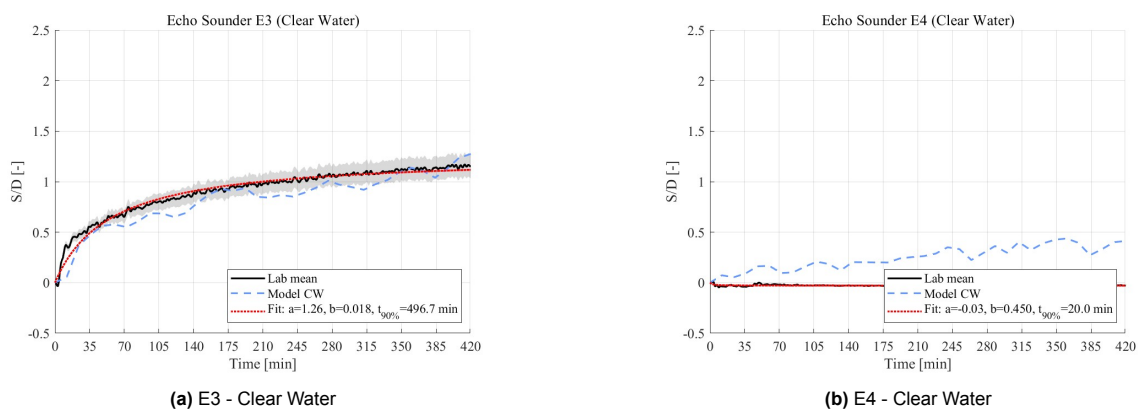 Echo Sounder E3 (Clear Water)
2.5
2
1.5
1
0.5
0
-0.5
S/D [-]
Lab mean
Model CW
Fit: a=1.26, b=0.018, t90%=496.7 min
0 35 70 105 140 175 210 245 280 315 350 385 420
Time [min]
(a) E3 - Clear Water
Echo Sounder E4 (Clear Water)
2.5
2
1.5
1
0.5
0
-0.5
S/D [-]
Lab mean
Model CW
Fit: a=-0.03, b=0.450, t90%=20.0 min
0 35 70 105 140 175 210 245 280 315 350 385 420
Time [min]
(b) E4 - Clear Water